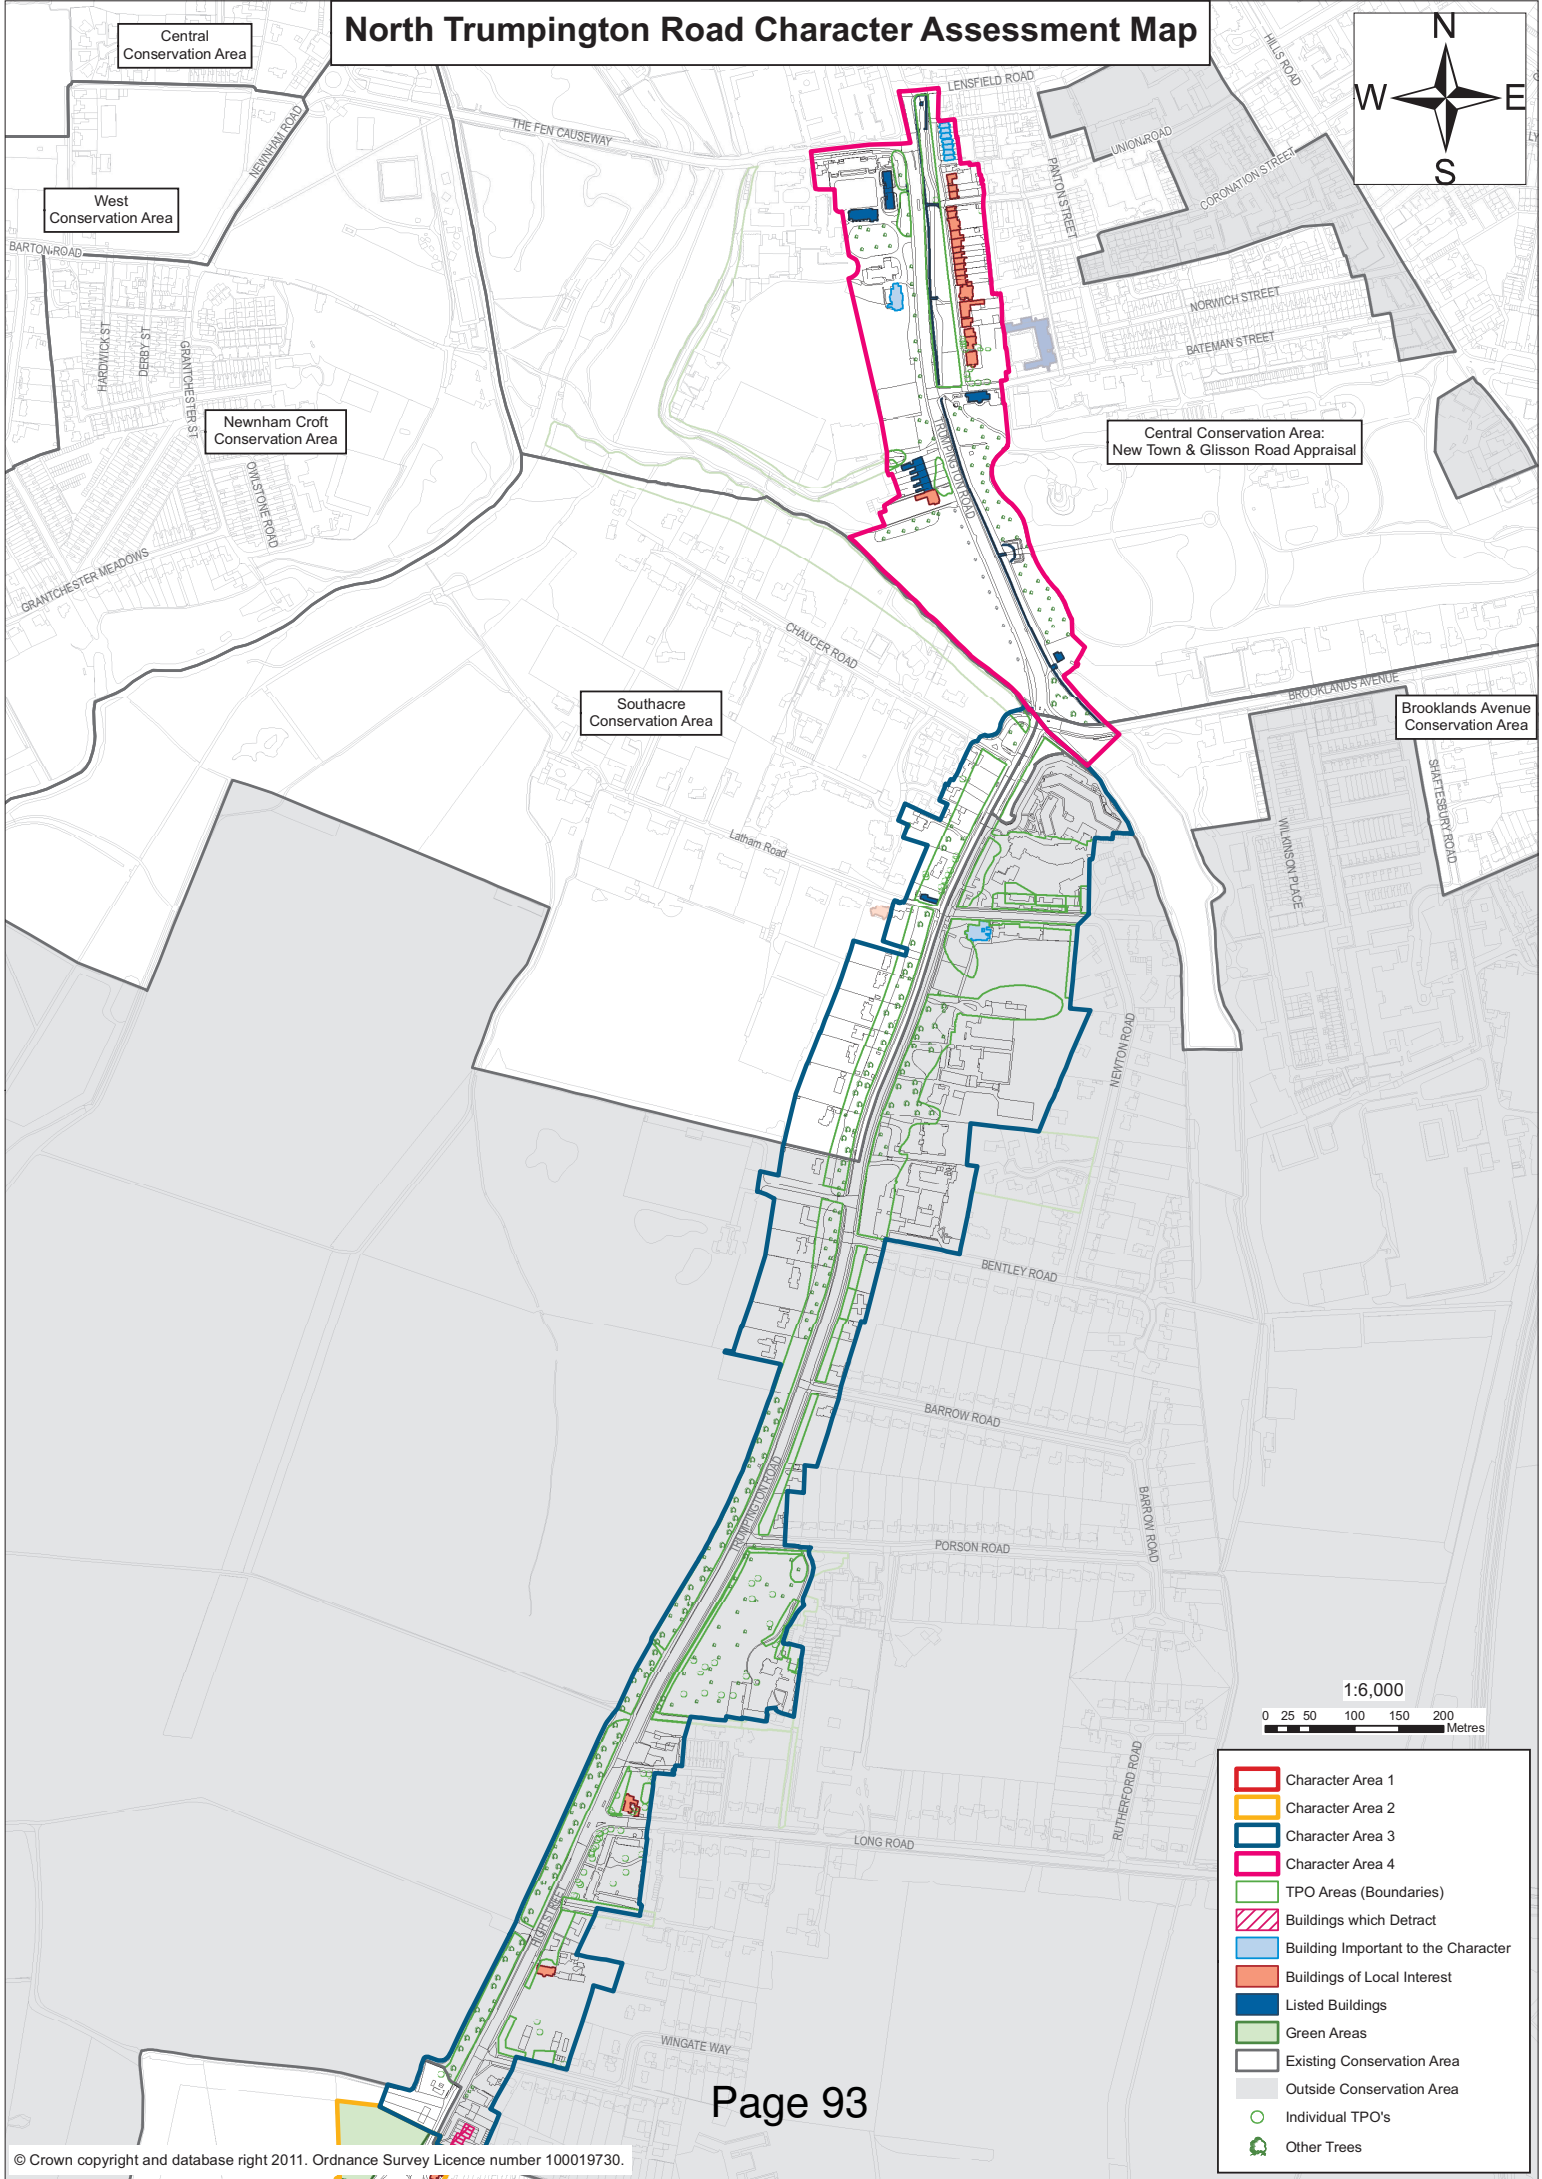 North Trumpington Road Character Assessment Map
Central
Conservation Area
N
W
E
S
HILLS ROAD
LENSFIELD ROAD
THE FEN CAUSEWAY
NEWNHAM ROAD
UNION ROAD
PANTON STREET
CORONATION STREET
West
Conservation Area
BARTON ROAD
NORWICH STREET
BATEMAN STREET
HARDWICK ST
DERBY ST
GRANTCHESTER ST
Newnham Croft
Conservation Area
Central Conservation Area:
New Town & Glisson Road Appraisal
TRUMPINGTON ROAD
OWLSTONE ROAD
GRANTCHESTER MEADOWS
CHAUCER ROAD
BROOKLANDS AVENUE
Southacre
Conservation Area
Brooklands Avenue
Conservation Area
SHAFTESBURY ROAD
WILKINSON PLACE
Latham Road
NEWTON ROAD
BENTLEY ROAD
BARROW ROAD
TRUMPINGTON ROAD
BARROW ROAD
PORSON ROAD
1:6,000
0 25 50 100 150 200
Metres
RUTHERFORD ROAD
LONG ROAD
HIGH STREET
WINGATE WAY
Character Area 1
Character Area 2
Character Area 3
Character Area 4
TPO Areas (Boundaries)
Buildings which Detract
Building Important to the Character
Buildings of Local Interest
Listed Buildings
Green Areas
Existing Conservation Area
Outside Conservation Area
Individual TPO's
Other Trees
Page 93
© Crown copyright and database right 2011. Ordnance Survey Licence number 100019730.